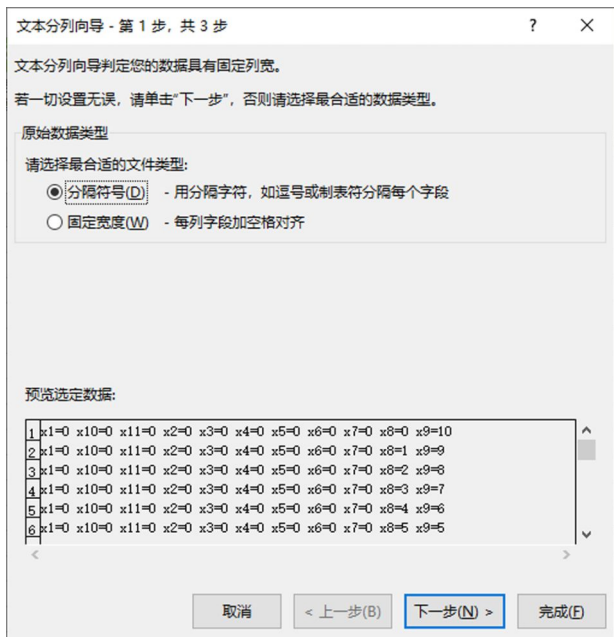 文本分列向导 - 第 1 步，共 3 步 ? ×
文本分列向导判定您的数据具有固定列宽。
若一切设置无误，请单击“下一步”，否则请选择最合适的数据类型。
原始数据类型
请选择最合适的文件类型:
分隔符号(D) - 用分隔字符，如逗号或制表符分隔每个字段
固定宽度(W) - 每列字段加空格对齐
预览选定数据:
1 x1=0 x10=0 x11=0 x2=0 x3=0 x4=0 x5=0 x6=0 x7=0 x8=0 x9=10
2 x1=0 x10=0 x11=0 x2=0 x3=0 x4=0 x5=0 x6=0 x7=0 x8=1 x9=9
3 x1=0 x10=0 x11=0 x2=0 x3=0 x4=0 x5=0 x6=0 x7=0 x8=2 x9=8
4 x1=0 x10=0 x11=0 x2=0 x3=0 x4=0 x5=0 x6=0 x7=0 x8=3 x9=7
5 x1=0 x10=0 x11=0 x2=0 x3=0 x4=0 x5=0 x6=0 x7=0 x8=4 x9=6
6 x1=0 x10=0 x11=0 x2=0 x3=0 x4=0 x5=0 x6=0 x7=0 x8=5 x9=5
取消 < 上一步(B) 下一步(N) > 完成(F)